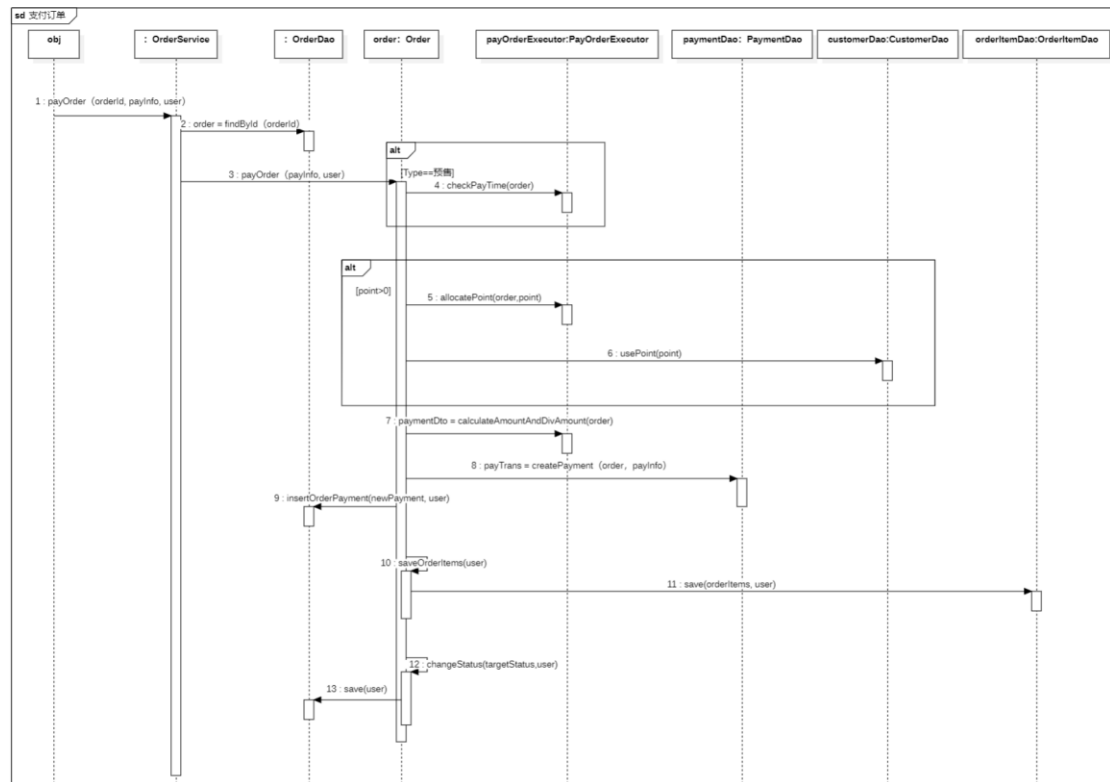 sd 支付订单
obj
： OrderService
： OrderDao
order：Order
payOrderExecutor:PayOrderExecutor
paymentDao：PaymentDao
customerDao:CustomerDao
orderItemDao:OrderItemDao
1 : payOrder（orderId, payInfo, user）
2 : order = findById（orderId）
alt
[Type==预售]
3 : payOrder（payInfo, user）
4 : checkPayTime(order)
alt
[point>0]
5 : allocatePoint(order,point)
6 : usePoint(point)
7 : paymentDto = calculateAmountAndDivAmount(order)
8 : payTrans = createPayment（order，payInfo）
9 : insertOrderPayment(newPayment, user)
10 : saveOrderItems(user)
11 : save(orderItems, user)
12 : changeStatus(targetStatus,user)
13 : save(user)